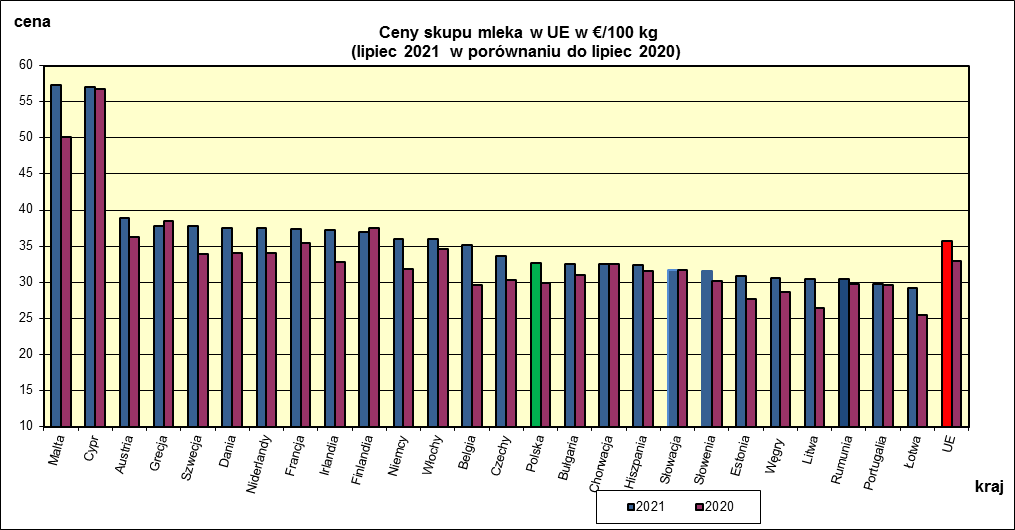 cena
Ceny skupu mleka w UE w €/100 kg
(lipiec 2021 w porównaniu do lipiec 2020)
60
55
50
45
40
35
30
25
20
15
10
Malta
Cypr
Austria
Grecja
Szwecja
Dania
Niderlandy
Francja
Irlandia
Finlandia
Niemcy
Włochy
Belgia
Czechy
Polska
Bułgaria
Chorwacja
Hiszpania
Słowacja
Słowenia
Estonia
Węgry
Litwa
Rumunia
Portugalia
Łotwa
UE
kraj
2021
2020